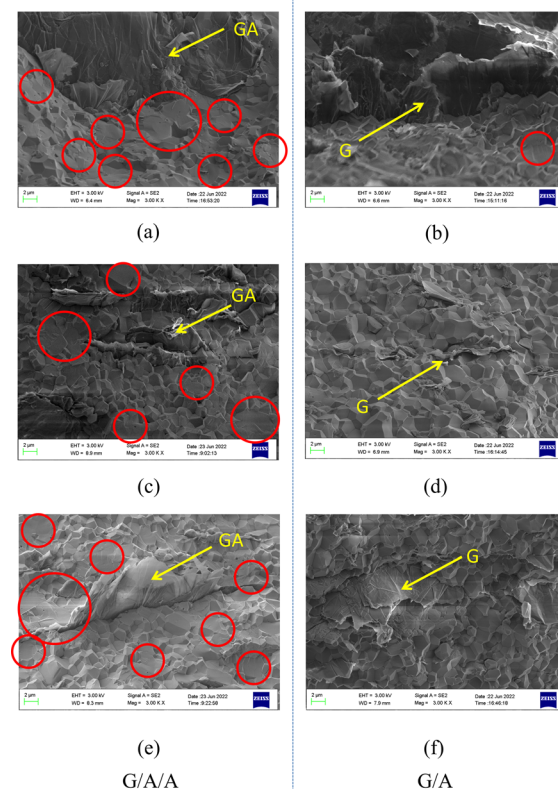 GA
G
2 μm
EHT = 3.00 kV
Signal A = SE2
Date :22 Jun 2022
WD = 8.4 mm
Mag = 3.00 K X
Time :16:53:20
ZEISS
2 μm
EHT = 3.00 kV
Signal A = SE2
Date :22 Jun 2022
WD = 6.6 mm
Mag = 3.00 K X
Time :15:11:16
ZEISS
(a)
(b)
GA
G
2 μm
EHT = 3.00 kV
Signal A = SE2
Date :23 Jun 2022
WD = 8.9 mm
Mag = 3.00 K X
Time :9:02:13
ZEISS
2 μm
EHT = 3.00 kV
Signal A = SE2
Date :22 Jun 2022
WD = 6.9 mm
Mag = 3.00 K X
Time :16:14:45
ZEISS
(c)
(d)
GA
G
2 μm
EHT = 3.00 kV
Signal A = SE2
Date :23 Jun 2022
WD = 8.3 mm
Mag = 3.00 K X
Time :9:22:58
ZEISS
2 μm
EHT = 3.00 kV
Signal A = SE2
Date :22 Jun 2022
WD = 7.9 mm
Mag = 3.00 K X
Time :16:46:18
ZEISS
(e)
(f)
G/A/A
G/A